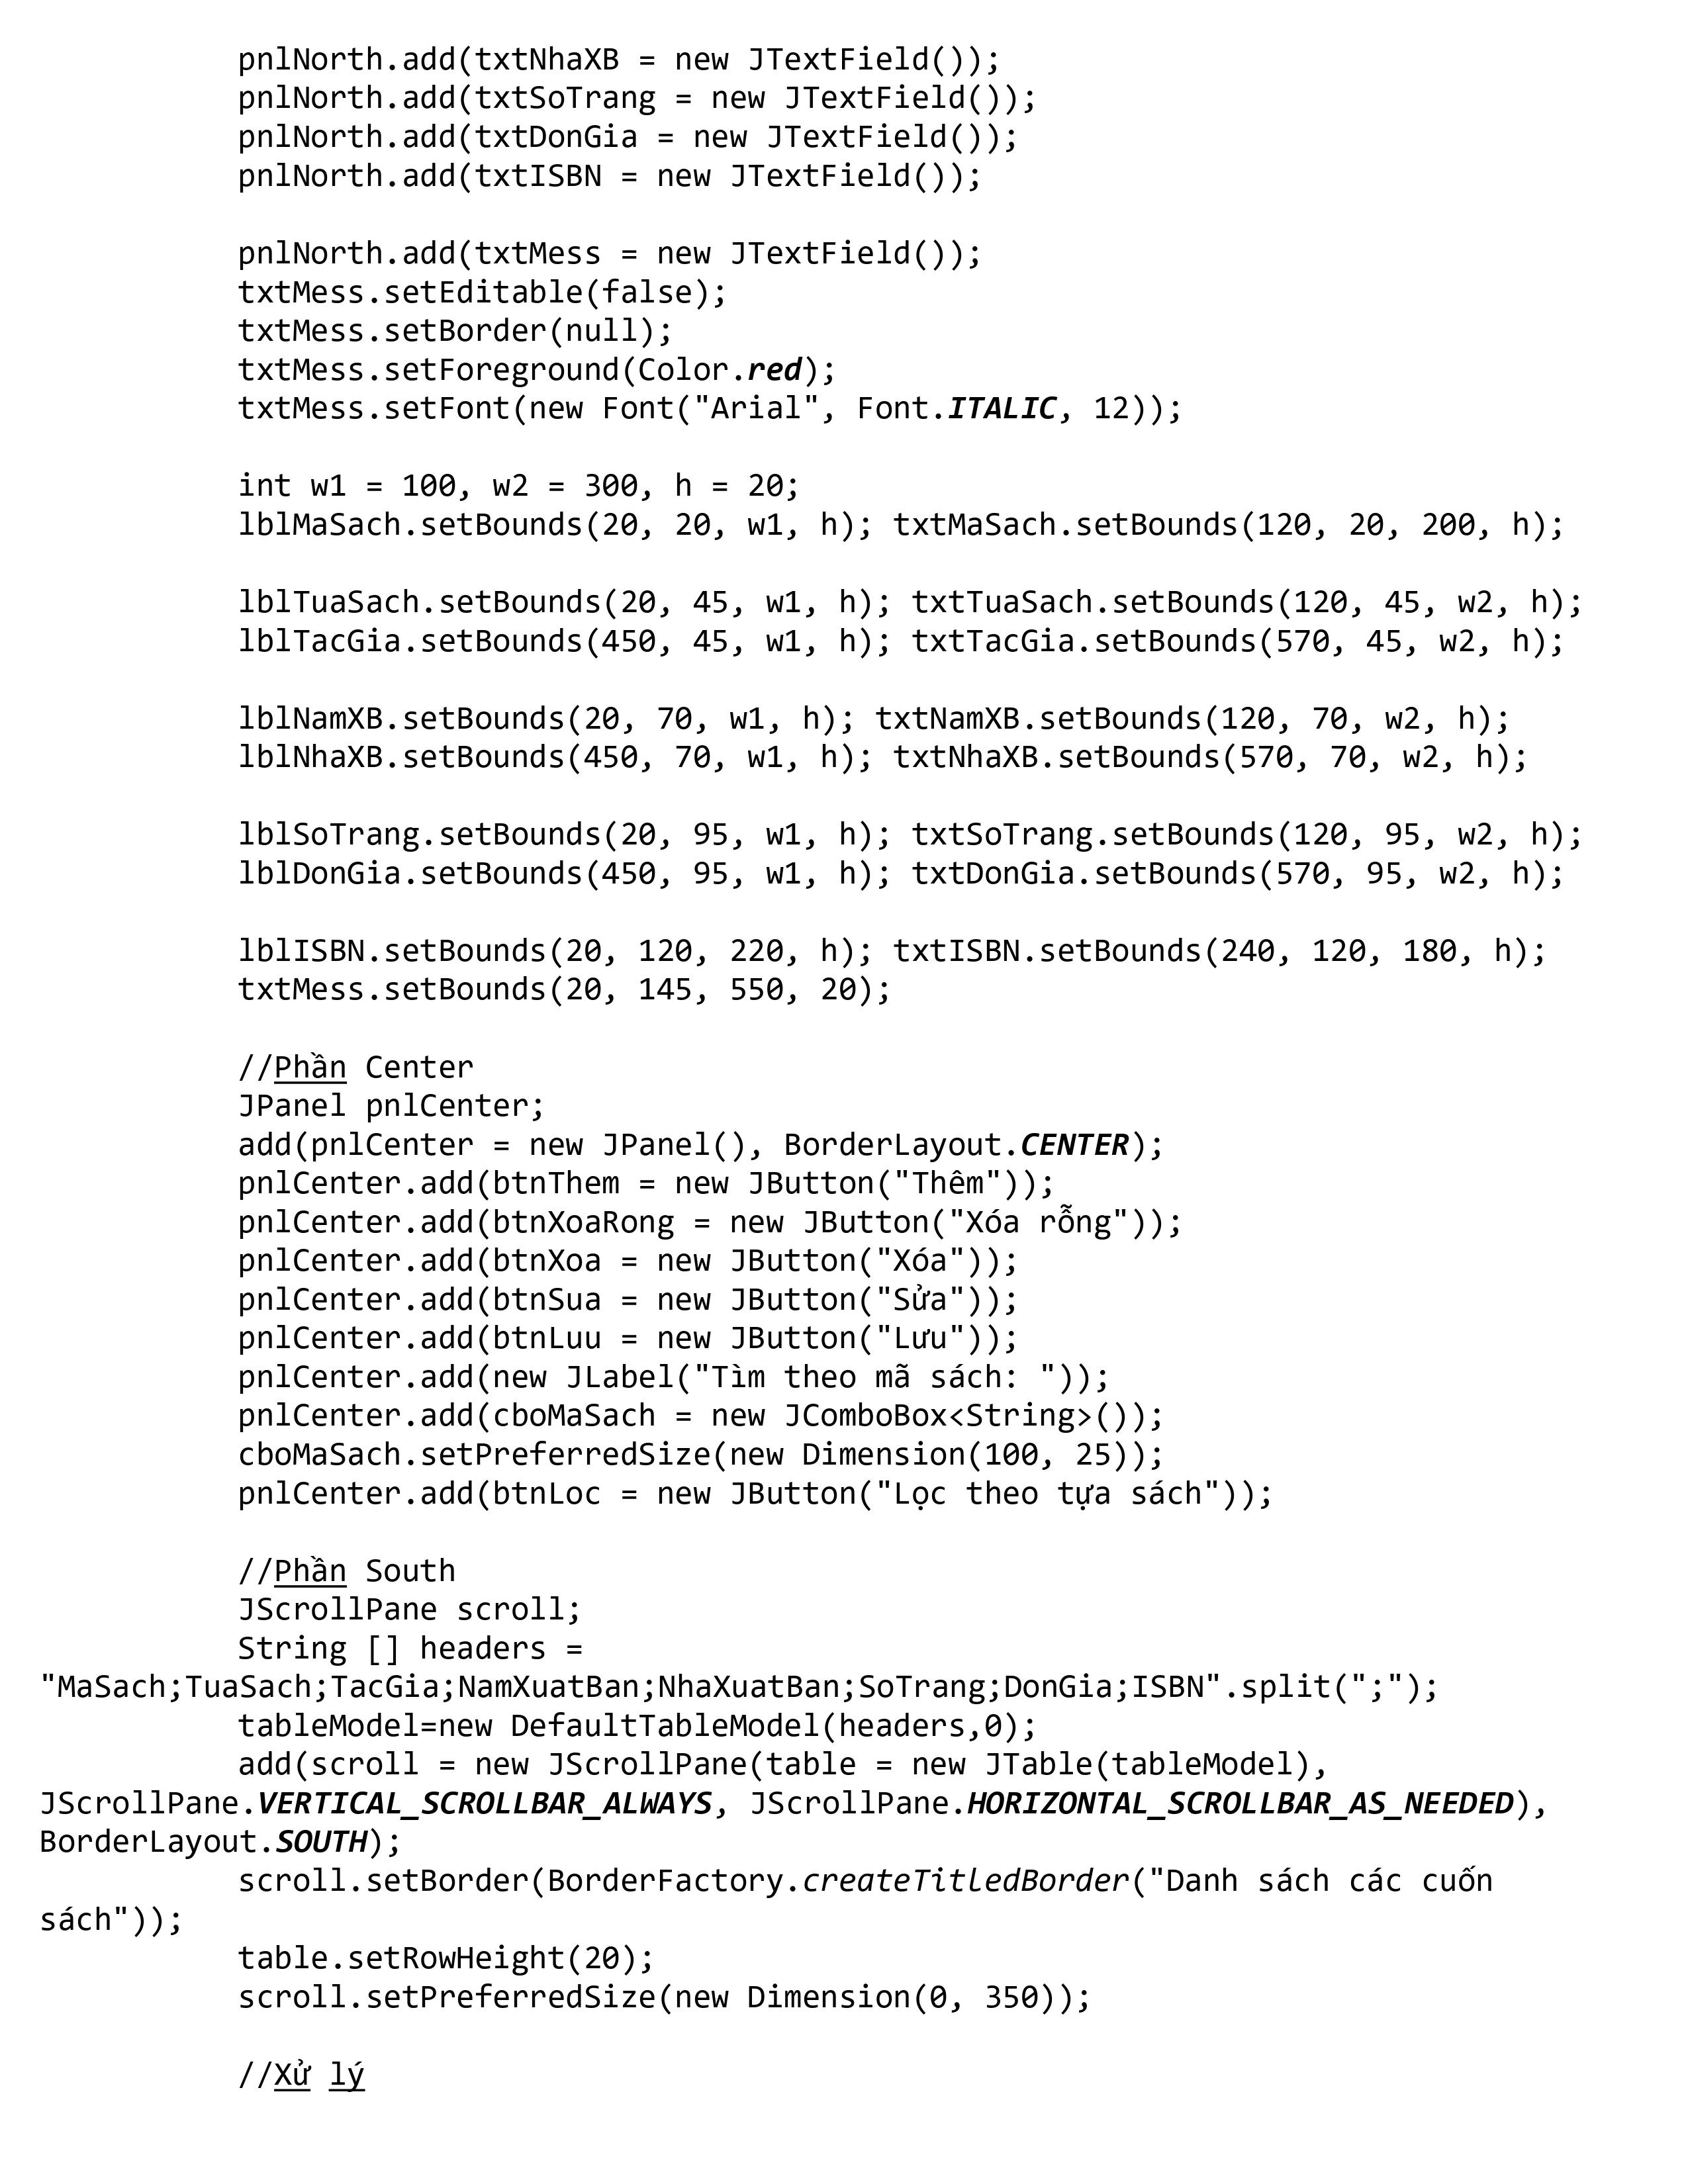 pnlNorth.add(txtNhaXB = new JTextField());
pnlNorth.add(txtSoTrang = new JTextField());
pnlNorth.add(txtDonGia = new JTextField());
pnlNorth.add(txtISBN = new JTextField());
pnlNorth.add(txtMess = new JTextField());
txtMess.setEditable(false);
txtMess.setBorder(null);
txtMess.setForeground(Color.red);
txtMess.setFont(new Font("Arial", Font.ITALIC, 12));
int w1 = 100, w2 = 300, h = 20;
lblMaSach.setBounds(20, 20, w1, h); txtMaSach.setBounds(120, 20, 200, h);
lblTuaSach.setBounds(20, 45, w1, h); txtTuaSach.setBounds(120, 45, w2, h);
lblTacGia.setBounds(450, 45, w1, h); txtTacGia.setBounds(570, 45, w2, h);
lblNamXB.setBounds(20, 70, w1, h); txtNamXB.setBounds(120, 70, w2, h);
lblNhaXB.setBounds(450, 70, w1, h); txtNhaXB.setBounds(570, 70, w2, h);
lblSoTrang.setBounds(20, 95, w1, h); txtSoTrang.setBounds(120, 95, w2, h);
lblDonGia.setBounds(450, 95, w1, h); txtDonGia.setBounds(570, 95, w2, h);
lblISBN.setBounds(20, 120, 220, h); txtISBN.setBounds(240, 120, 180, h);
txtMess.setBounds(20, 145, 550, 20);
//Phần Center
JPanel pnlCenter;
add(pnlCenter = new JPanel(), BorderLayout.CENTER);
pnlCenter.add(btnThem = new JButton("Thêm"));
pnlCenter.add(btnXoaRong = new JButton("Xóa rỗng"));
pnlCenter.add(btnXoa = new JButton("Xóa"));
pnlCenter.add(btnSua = new JButton("Sửa"));
pnlCenter.add(btnLuu = new JButton("Lưu"));
pnlCenter.add(new JLabel("Tìm theo mã sách: "));
pnlCenter.add(cboMaSach = new JComboBox<String>());
cboMaSach.setPreferredSize(new Dimension(100, 25));
pnlCenter.add(btnLoc = new JButton("Lọc theo tựa sách"));
//Phần South
JScrollPane scroll;
String [] headers =
"MaSach;TuaSach;TacGia;NamXuatBan;NhaXuatBan;SoTrang;DonGia;ISBN".split(";");
tableModel=new DefaultTableModel(headers,0);
add(scroll = new JScrollPane(table = new JTable(tableModel),
JScrollPane.VERTICAL_SCROLLBAR_ALWAYS, JScrollPane.HORIZONTAL_SCROLLBAR_AS_NEEDED),
BorderLayout.SOUTH);
scroll.setBorder(BorderFactory.createTitledBorder("Danh sách các cuốn
sách"));
table.setRowHeight(20);
scroll.setPreferredSize(new Dimension(0, 350));
//Xử lý